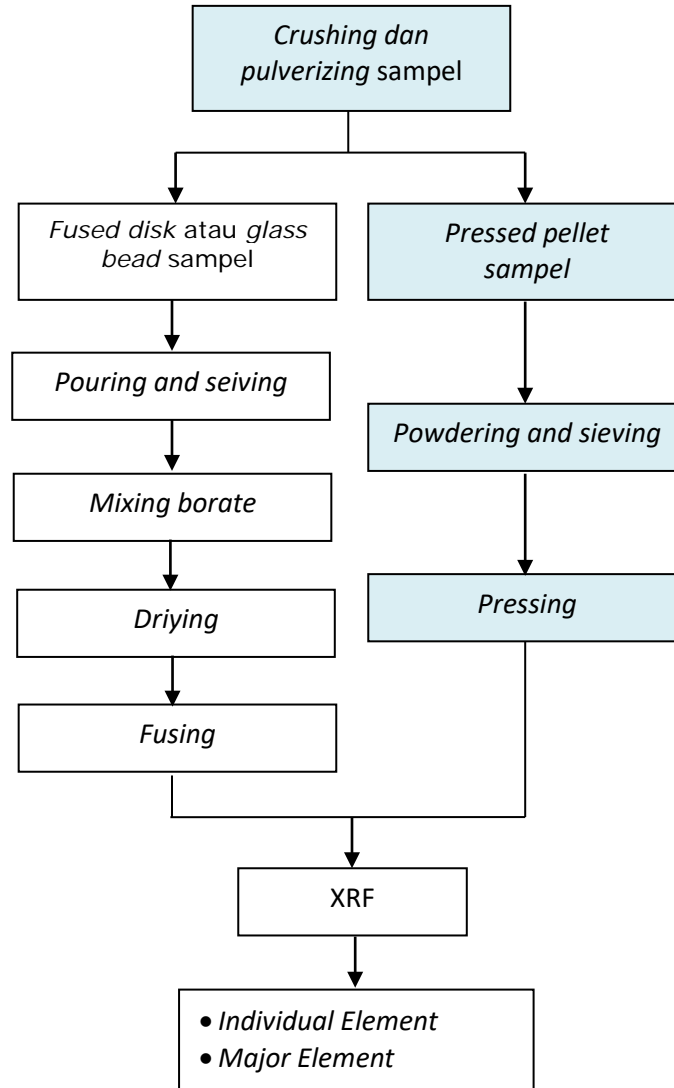 Crushing dan
pulverizing sampel
Fused disk atau glass
bead sampel
Pouring and seiving
Mixing borate
Driying
Fusing
Pressed pellet
sampel
Powdering and sieving
Pressing
XRF
• Individual Element
• Major Element